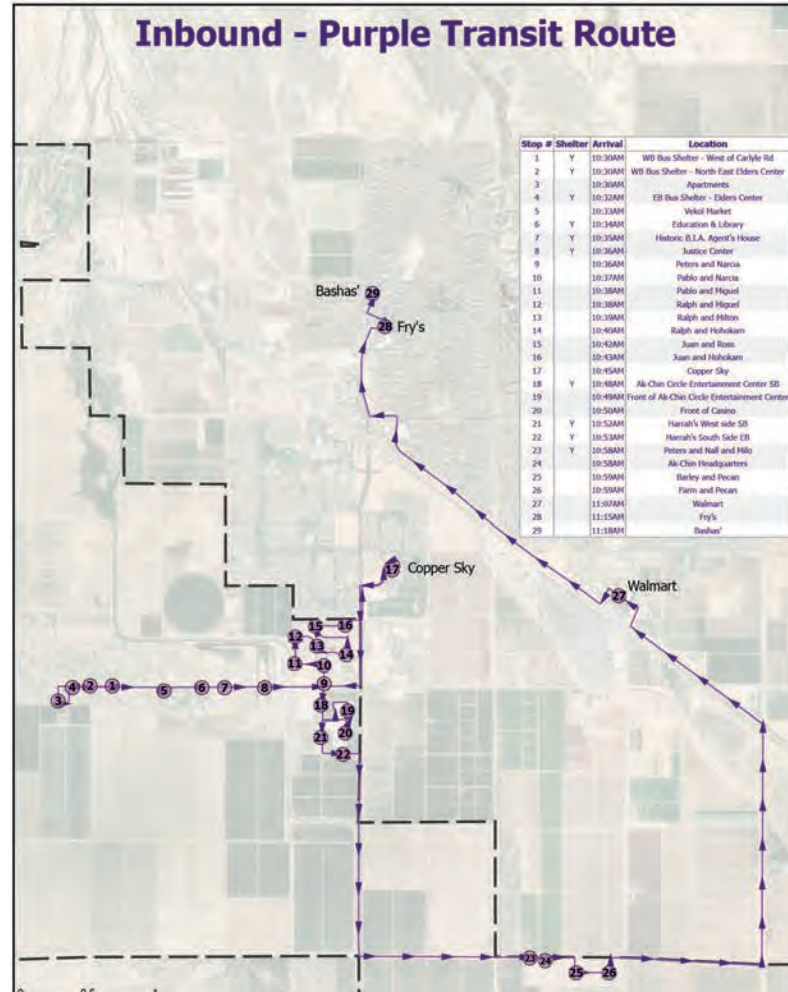 Inbound - Purple Transit Route
Stop # Shelter Arrival Location
1 Y 10:30AM WB Bus Shelter - West of Carlyle Rd
2 Y 10:30AM WB Bus Shelter - North East Elders Center
3 10:30AM Apartments
4 Y 10:32AM EB Bus Shelter - Elders Center
5 10:33AM Vekol Market
6 Y 10:34AM Education & Library
7 Y 10:35AM Historic B.I.A. Agent's House
8 Y 10:36AM Justice Center
9 10:36AM Peters and Narcia
10 10:37AM Pablo and Narcia
11 10:38AM Pablo and Miguel
12 10:38AM Ralph and Miguel
13 10:39AM Ralph and Milton
14 10:40AM Ralph and Hohokam
15 10:42AM Juan and Ross
16 10:43AM Juan and Hohokam
17 10:45AM Copper Sky
18 Y 10:48AM Ak-Chin Circle Entertainment Center SB
19 10:49AM Front of Ak-Chin Circle Entertainment Center
20 10:50AM Front of Casino
21 Y 10:52AM Harrah's West side SB
22 Y 10:53AM Harrah's South Side EB
23 Y 10:58AM Peters and Nall and Milo
24 10:58AM Ak-Chin Headquarters
25 10:59AM Barley and Pecan
26 10:59AM Farm and Pecan
27 11:07AM Walmart
28 11:15AM Fry's
29 11:18AM Bashas'
Bashas' 29
28 Fry's
17 Copper Sky
27 Walmart
15 16
12 13
14
11 10
9
4 2 1 5 6 7 8
3
18 19
21 20
22
23 24
25 26